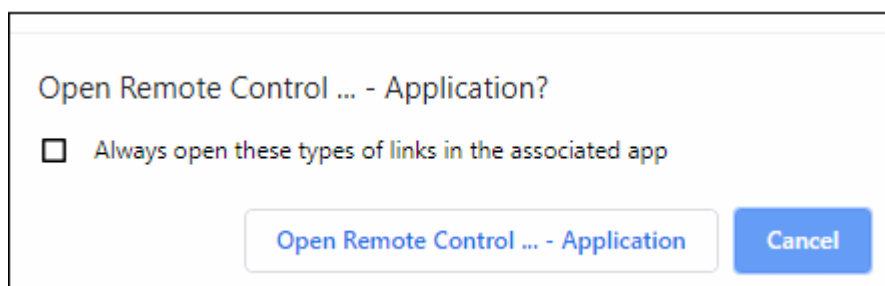 Open Remote Control ... - Application?
Always open these types of links in the associated app
Open Remote Control ... - Application
Cancel